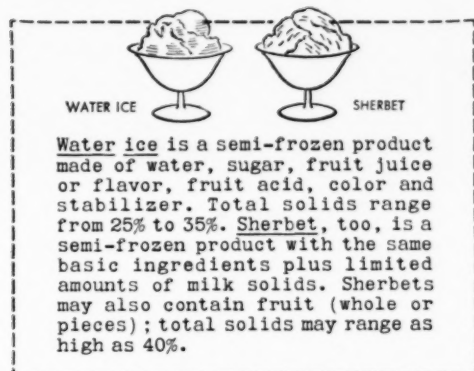 WATER ICE
SHERBET
Water ice is a semi-frozen product
made of water, sugar, fruit juice
or flavor, fruit acid, color and
stabilizer. Total solids range
from 25% to 35%. Sherbet, too, is a
semi-frozen product with the same
basic ingredients plus limited
amounts of milk solids. Sherbets
may also contain fruit (whole or
pieces); total solids may range as
high as 40%.